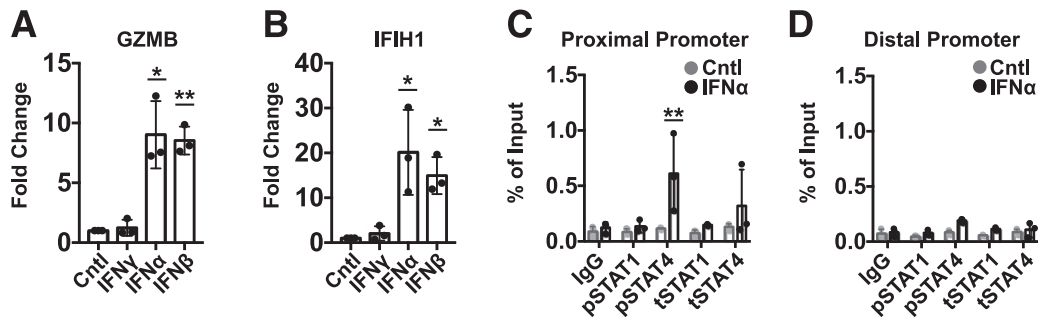 A
GZMB
Fold Change
15
10
5
0
*
**
Cntl
IFNγ
IFNα
IFNβ
B
IFIH1
Fold Change
40
30
20
10
0
*
*
Cntl
IFNγ
IFNα
IFNβ
C
Proximal Promoter
% of Input
1.5
1.0
0.5
0.0
Cntl
IFNα
**
IgG
pSTAT1
pSTAT4
tSTAT1
tSTAT4
D
Distal Promoter
% of Input
1.5
1.0
0.5
0.0
Cntl
IFNα
IgG
pSTAT1
pSTAT4
tSTAT1
tSTAT4